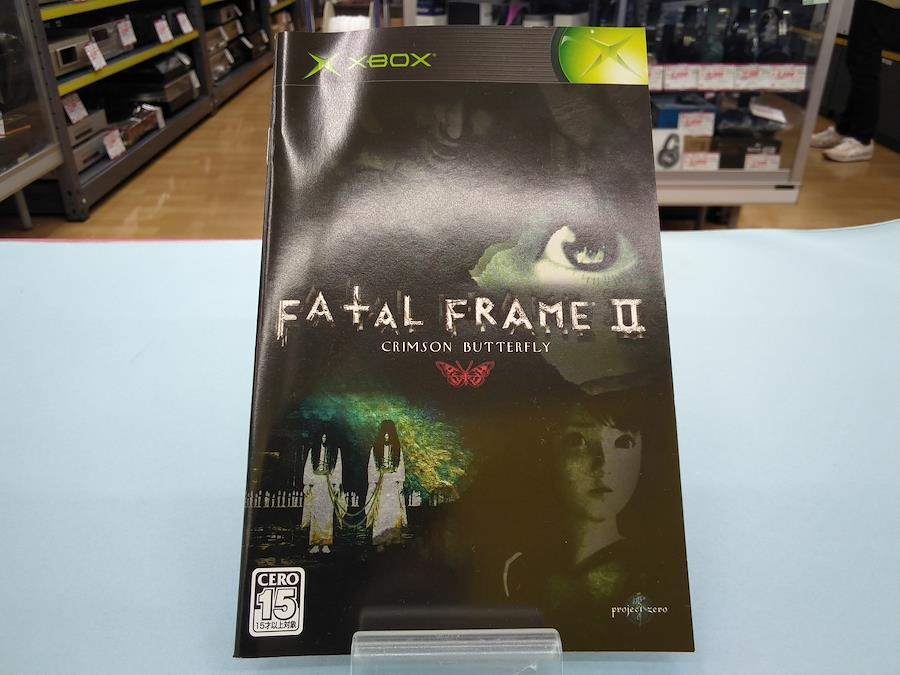 XBOX
FATAL FRAME II
CRIMSON BUTTERFLY
CERO
15
15才以上対象
project zero